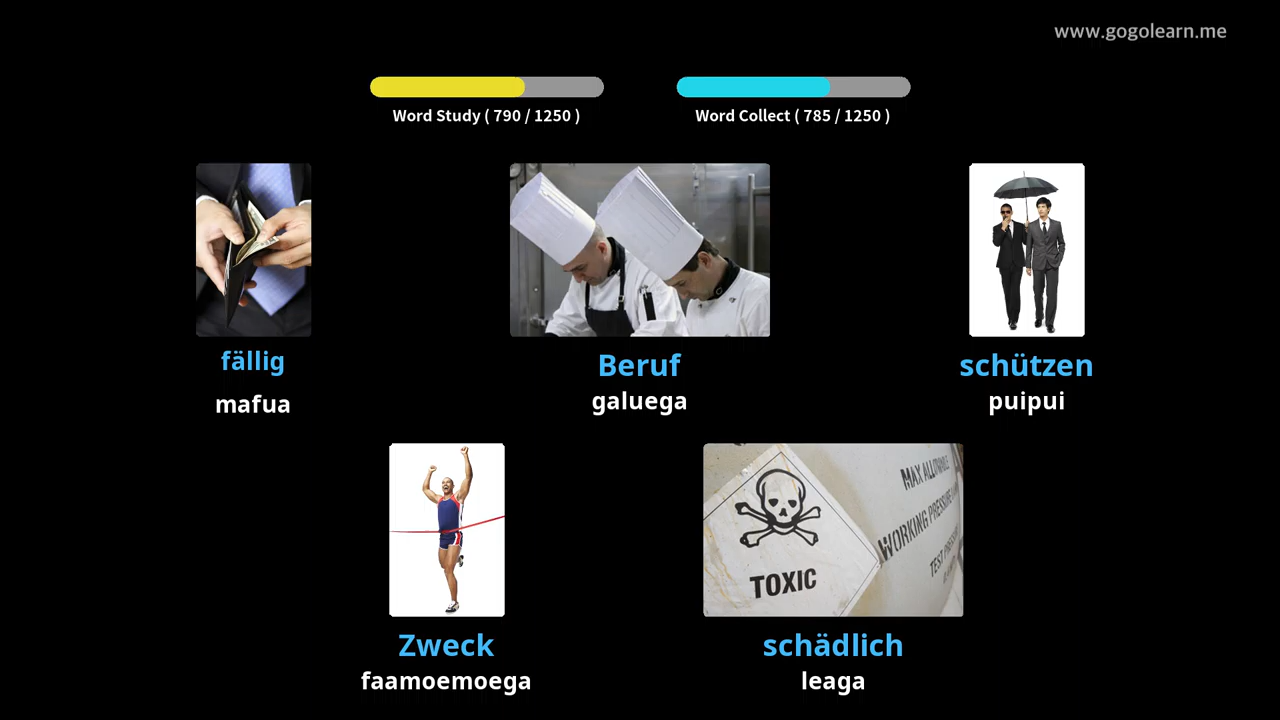 www.gogolearn.me
Word Study ( 790 / 1250 )
Word Collect ( 785 / 1250 )
fällig
mafua
Beruf
galuega
schützen
puipui
Zweck
faamoemoega
schädlich
leaga
TOXIC
MAX
WORKING PRESSURE
TEST